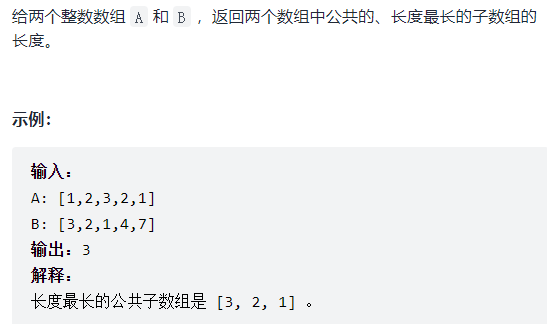 给两个整数数组 A 和 B ，返回两个数组中公共的、长度最长的子数组的
长度。
示例：
输入：
A: [1,2,3,2,1]
B: [3,2,1,4,7]
输出：3
解释：
长度最长的公共子数组是 [3, 2, 1] 。